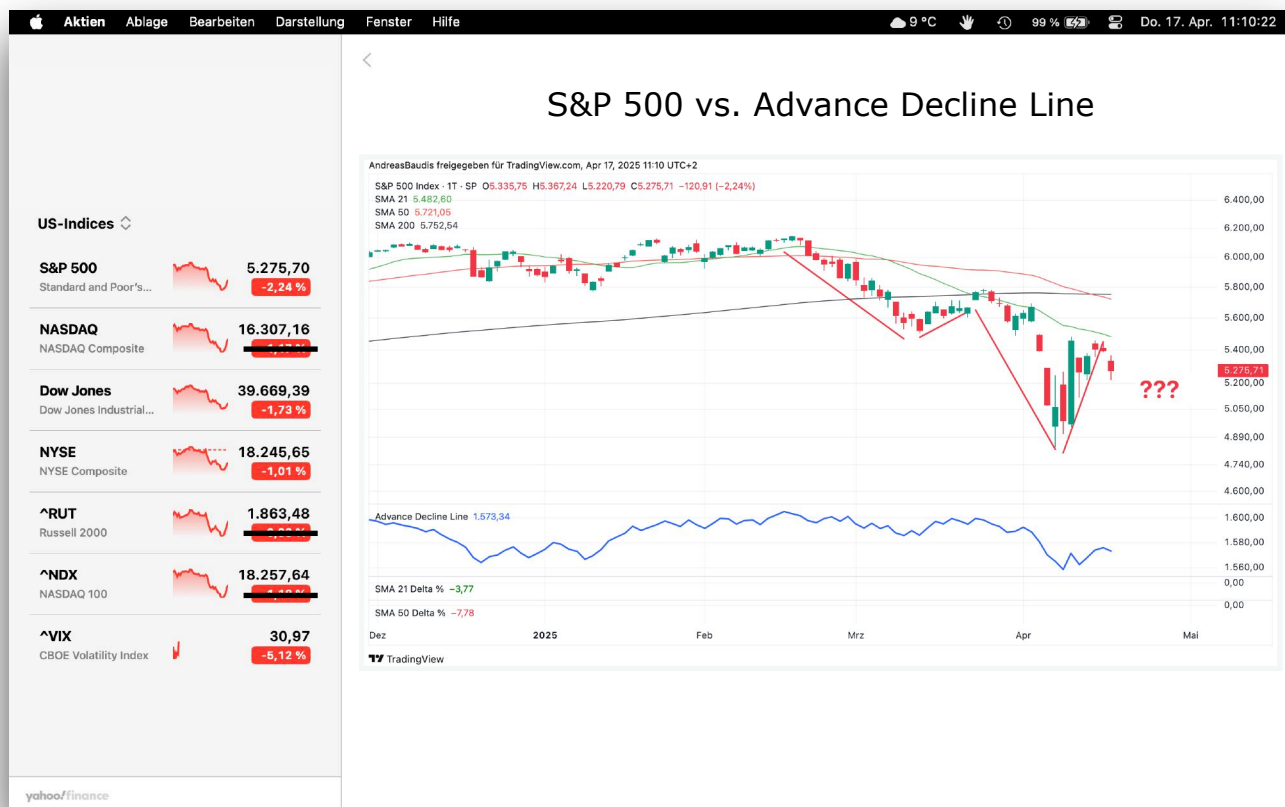 Aktien Ablage Bearbeiten Darstellung Fenster Hilfe 9 °C 99 % Do. 17. Apr. 11:10:22
US-Indices
S&P 500 5.275,70
Standard and Poor's... -2,24 %
NASDAQ 16.307,16
NASDAQ Composite
Dow Jones 39.669,39
Dow Jones Industrial... -1,73 %
NYSE 18.245,65
NYSE Composite -1,01 %
^RUT 1.863,48
Russell 2000
^NDX 18.257,64
NASDAQ 100
^VIX 30,97
CBOE Volatility Index -5,12 %
yahoo!finance
S&P 500 vs. Advance Decline Line
AndreasBaudis freigegeben für TradingView.com, Apr 17, 2025 11:10 UTC+2
S&P 500 Index · 1T · SP O5.335,75 H5.367,24 L5.220,79 C5.275,71 −120,91 (−2,24%)
SMA 21 5.482,60
SMA 50 5.721,05
SMA 200 5.752,54
6.400,00
6.200,00
6.000,00
5.800,00
5.600,00
5.400,00
5.275,71
5.200,00
???
5.050,00
4.890,00
4.740,00
4.600,00
Advance Decline Line 1.573,34
1.600,00
1.580,00
1.560,00
0,00
SMA 21 Delta % −3,77
0,00
SMA 50 Delta % −7,78
Dez 2025 Feb Mrz Apr Mai
TradingView